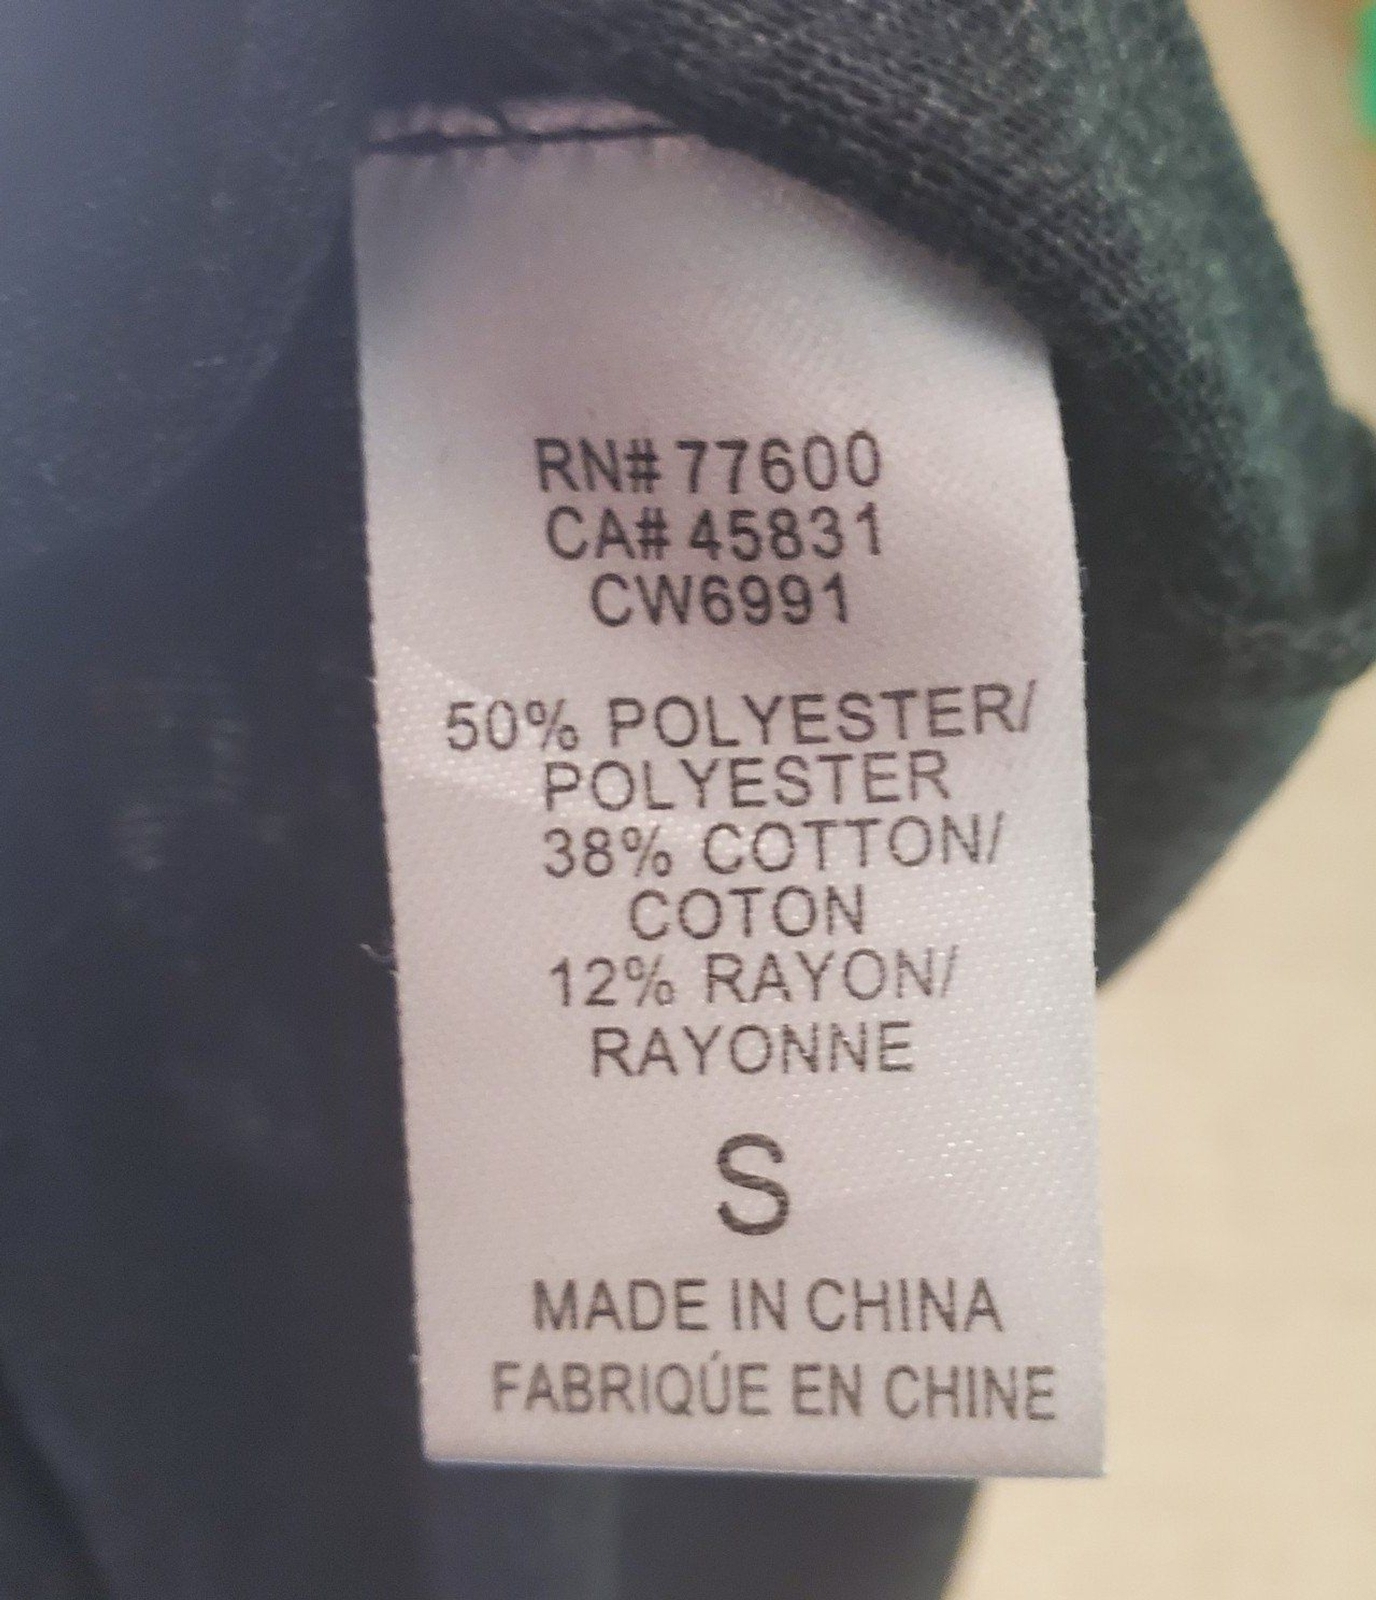 RN# 77600
CA# 45831
CW6991
50% POLYESTER/
POLYESTER
38% COTTON/
COTON
12% RAYON/
RAYONNE
S
MADE IN CHINA
FABRIQÚE EN CHINE